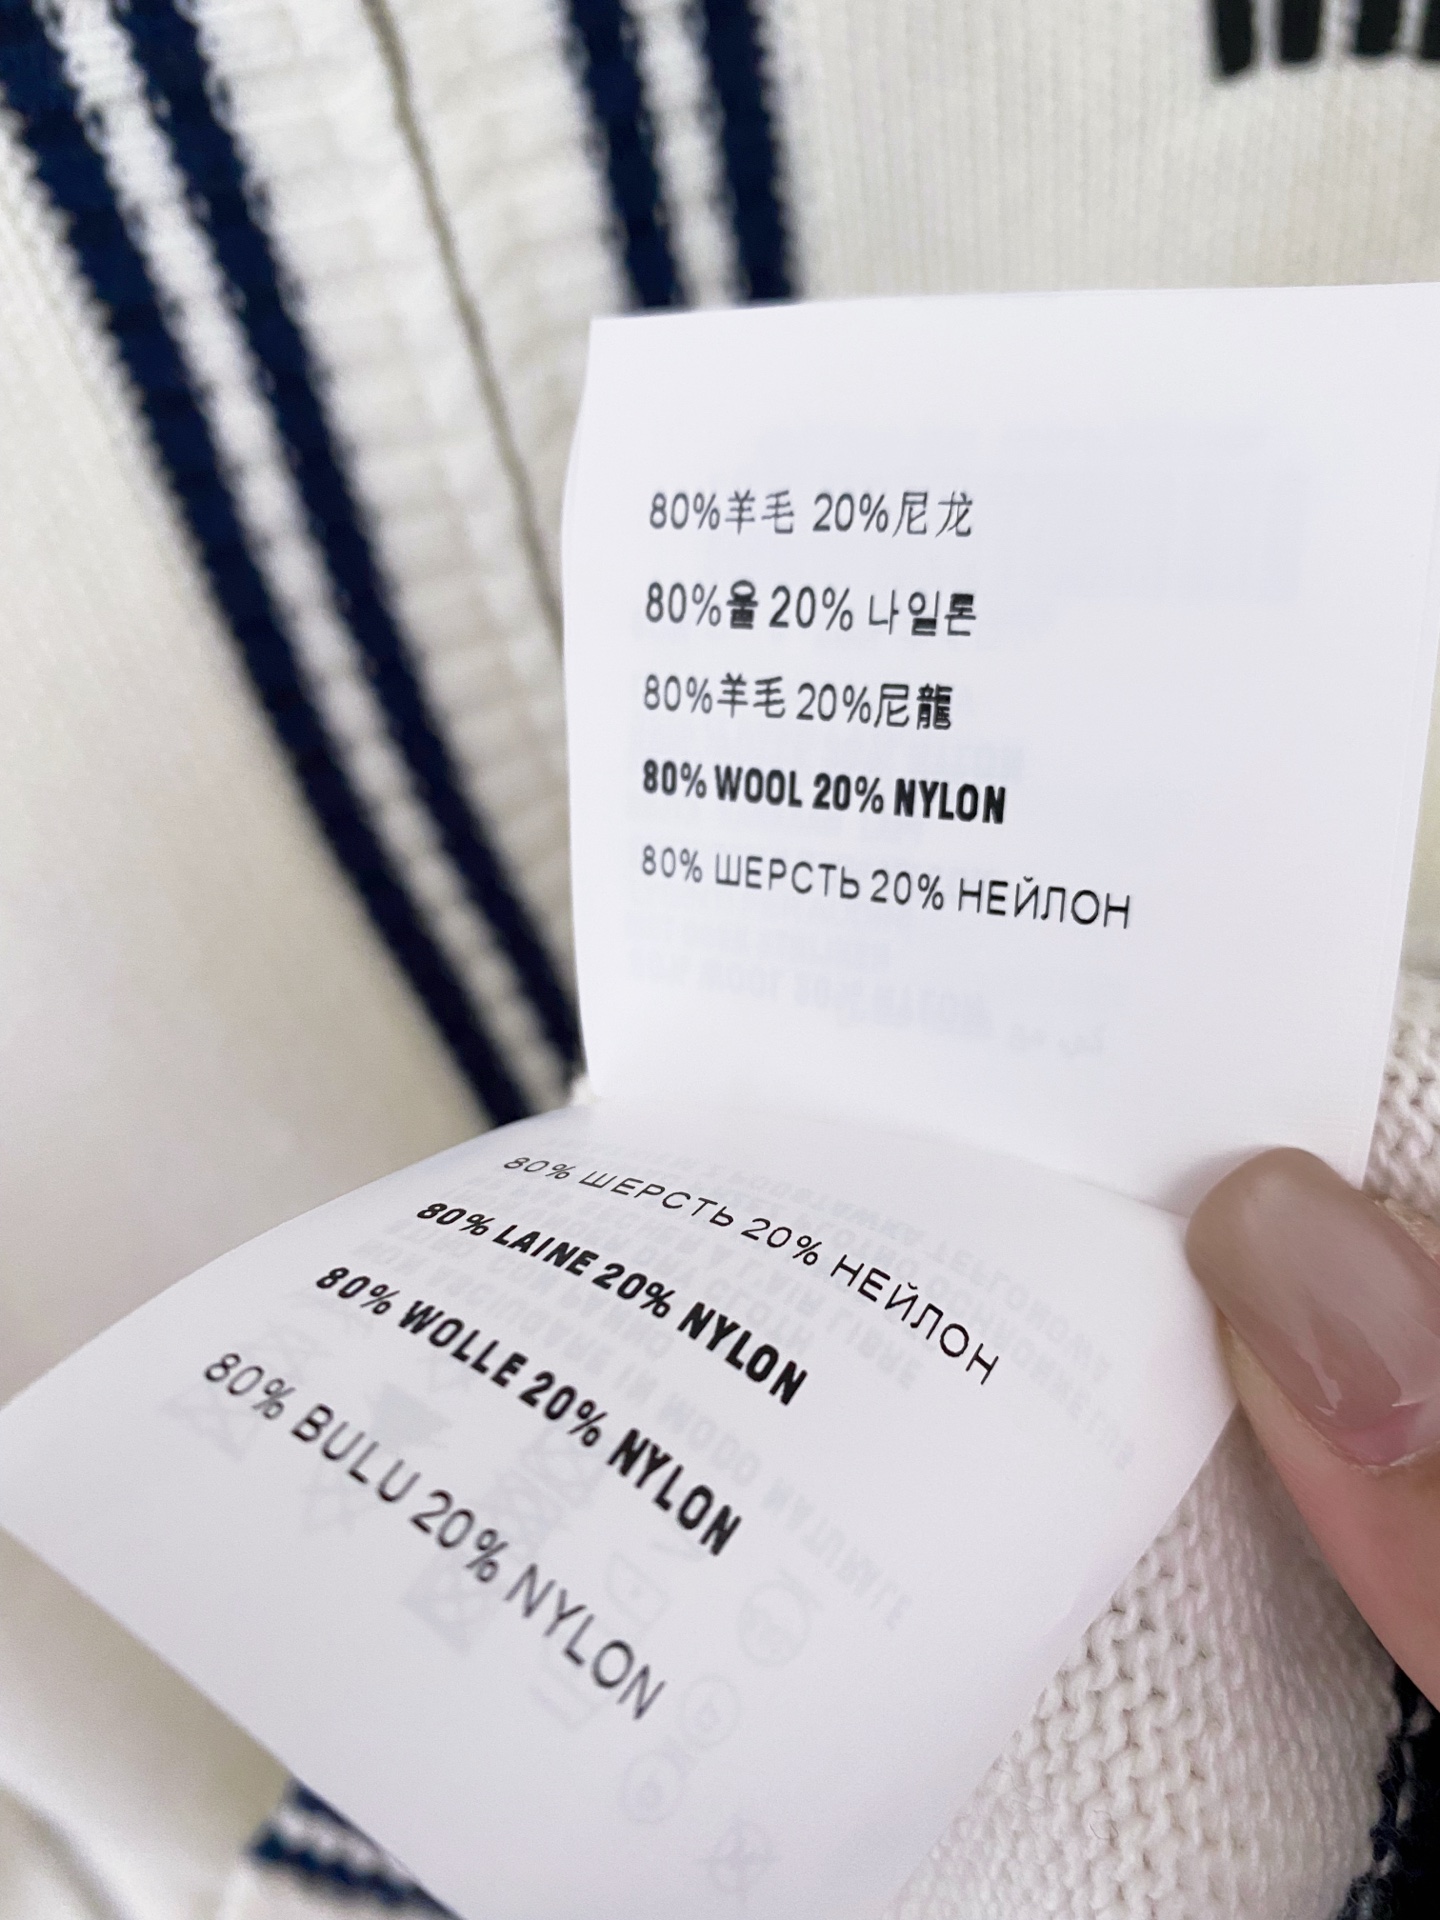 80%羊毛 20%尼龙
80%울 20% 나일론
80%羊毛 20%尼龍
80% WOOL 20% NYLON
80% ШЕРСТЬ 20% НЕЙЛОН
80% ШЕРСТЬ 20% НЕЙЛОН
80% LAINE 20% NYLON
80% WOLLE 20% NYLON
80% BULU 20% NYLON